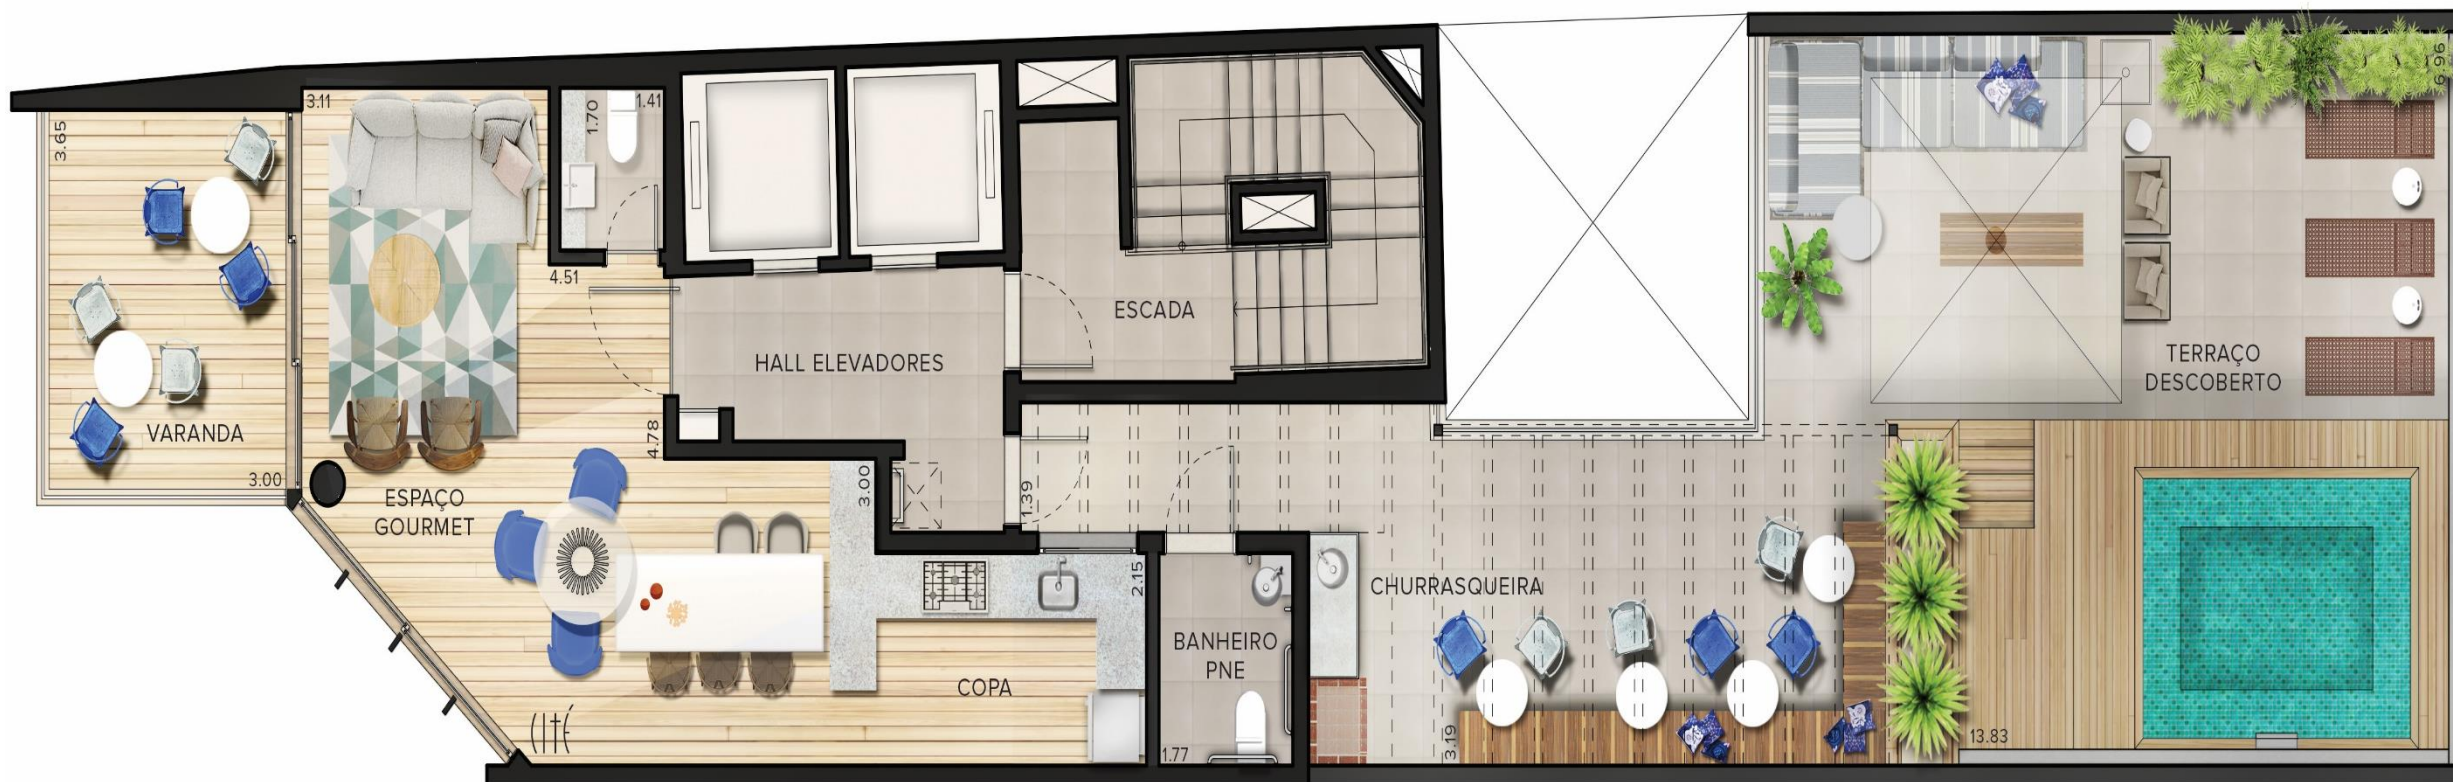 3.65
3.11
1.70
1.41
6.96
4.51
ESCADA
HALL ELEVADORES
TERRAÇO
DESCOBERTO
VARANDA
4.78
3.00
ESPAÇO
GOURMET
3.00
1.39
2.15
CHURRASQUEIRA
BANHEIRO
PNE
COPA
CITÉ
1.77
3.19
13.83